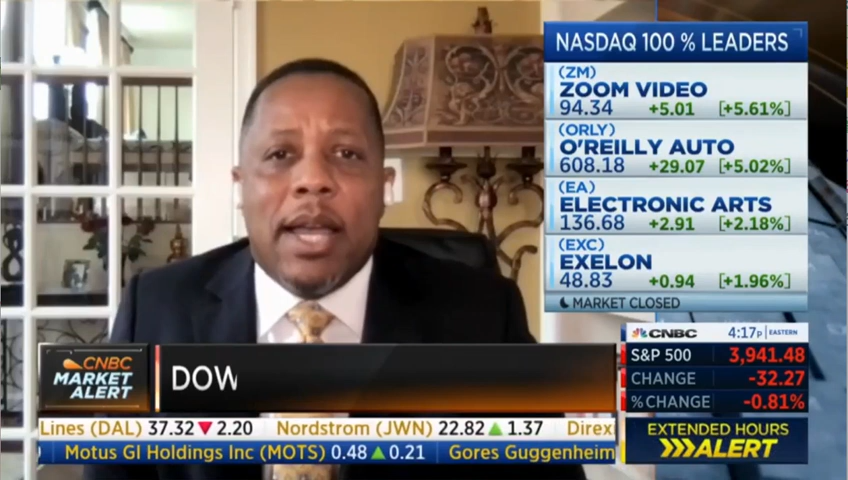 NASDAQ 100 % LEADERS
(ZM)
ZOOM VIDEO
94.34 +5.01 [+5.61%]
(ORLY)
O'REILLY AUTO
608.18 +29.07 [+5.02%]
(EA)
ELECTRONIC ARTS
136.68 +2.91 [+2.18%]
(EXC)
EXELON
48.83 +0.94 [+1.96%]
MARKET CLOSED
CNBC 4:17p EASTERN
S&P 500 3,941.48
CHANGE -32.27
% CHANGE -0.81%
EXTENDED HOURS
ALERT
CNBC
MARKET
ALERT
DOW
Lines (DAL) 37.32 ▼ 2.20 Nordstrom (JWN) 22.82 ▲ 1.37 Direxi
Motus GI Holdings Inc (MOTS) 0.48 ▲ 0.21 Gores Guggenheim